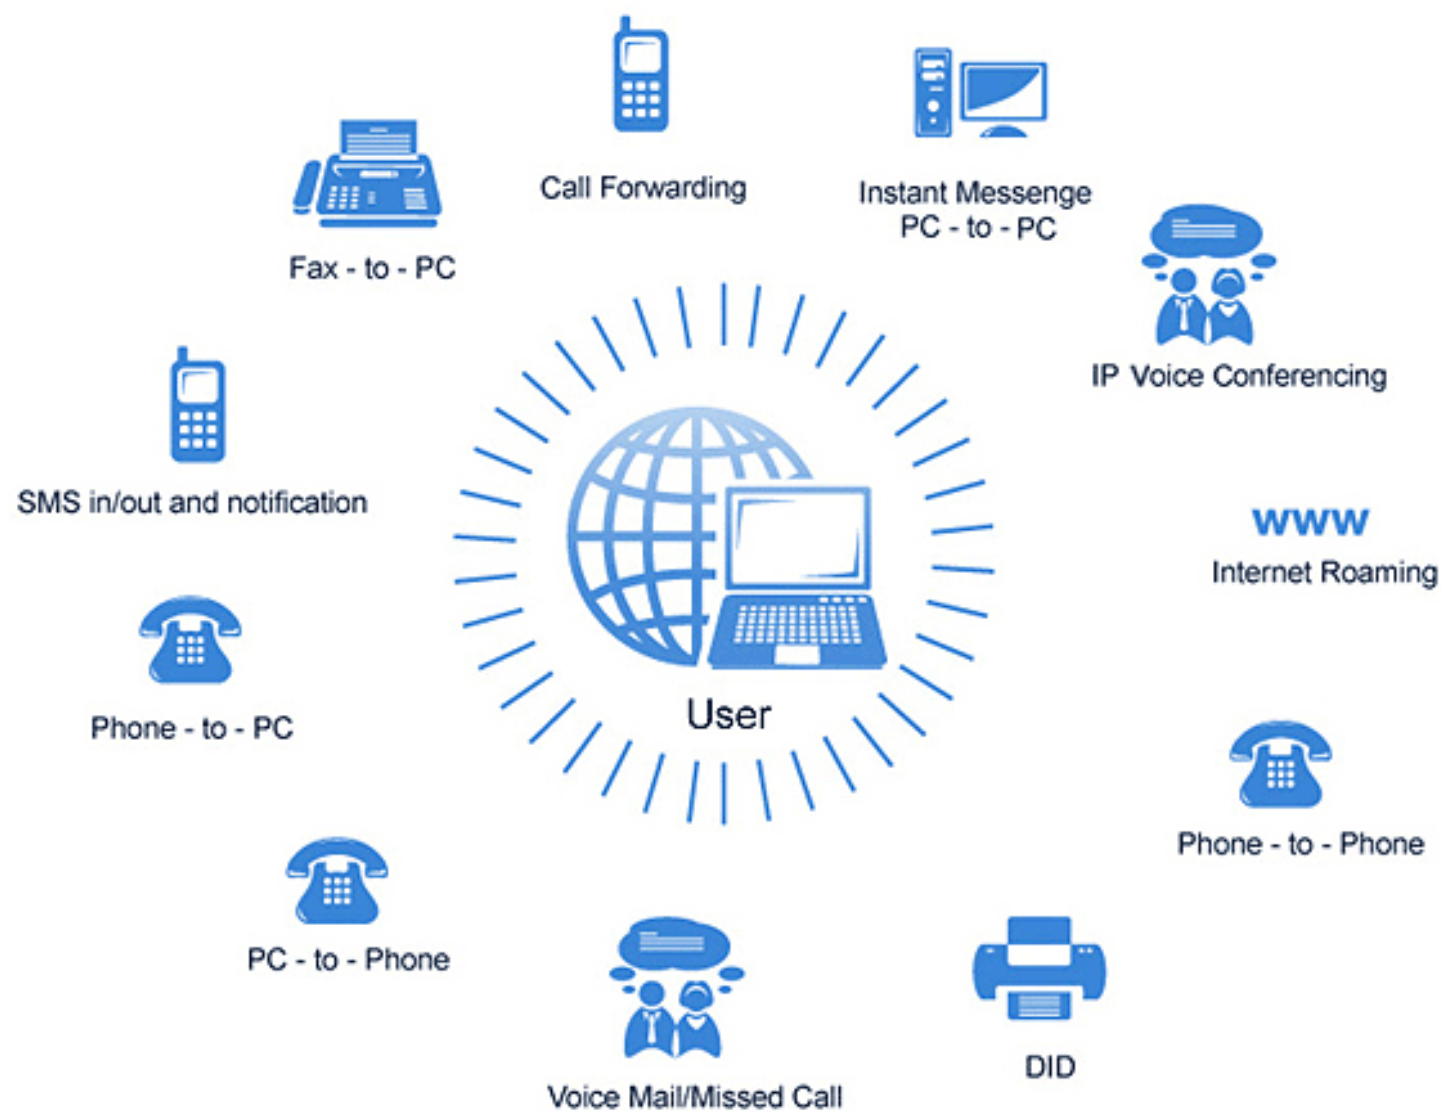 Call Forwarding
Instant Messenge
PC - to - PC
Fax - to - PC
IP Voice Conferencing
SMS in/out and notification
www
Internet Roaming
User
Phone - to - PC
Phone - to - Phone
PC - to - Phone
DID
Voice Mail/Missed Call